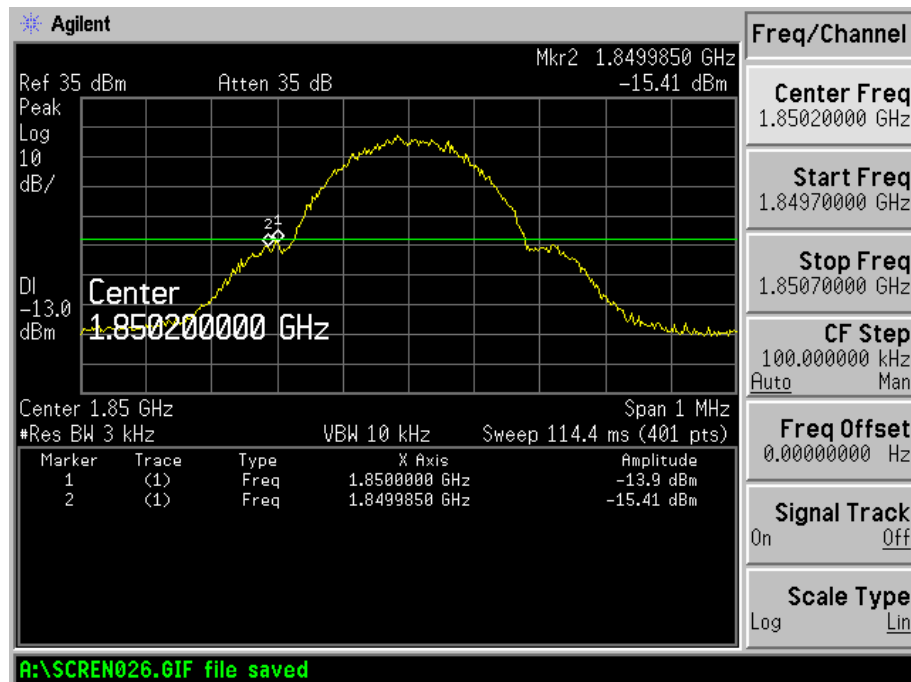 Agilent
Freq/Channel
Mkr2 1.8499850 GHz
Ref 35 dBm Atten 35 dB -15.41 dBm
Peak
Log
10
dB/
2 1
DI
-13.0
dBm
Center
1.850200000 GHz
Center 1.85 GHz Span 1 MHz
#Res BW 3 kHz VBW 10 kHz Sweep 114.4 ms (401 pts)
Marker Trace Type X Axis Amplitude
1 (1) Freq 1.8500000 GHz -13.9 dBm
2 (1) Freq 1.8499850 GHz -15.41 dBm
Center Freq
1.85020000 GHz
Start Freq
1.84970000 GHz
Stop Freq
1.85070000 GHz
CF Step
100.000000 kHz
Auto Man
Freq Offset
0.00000000 Hz
Signal Track
On Off
Scale Type
Log Lin
A:\SCREN026.GIF file saved